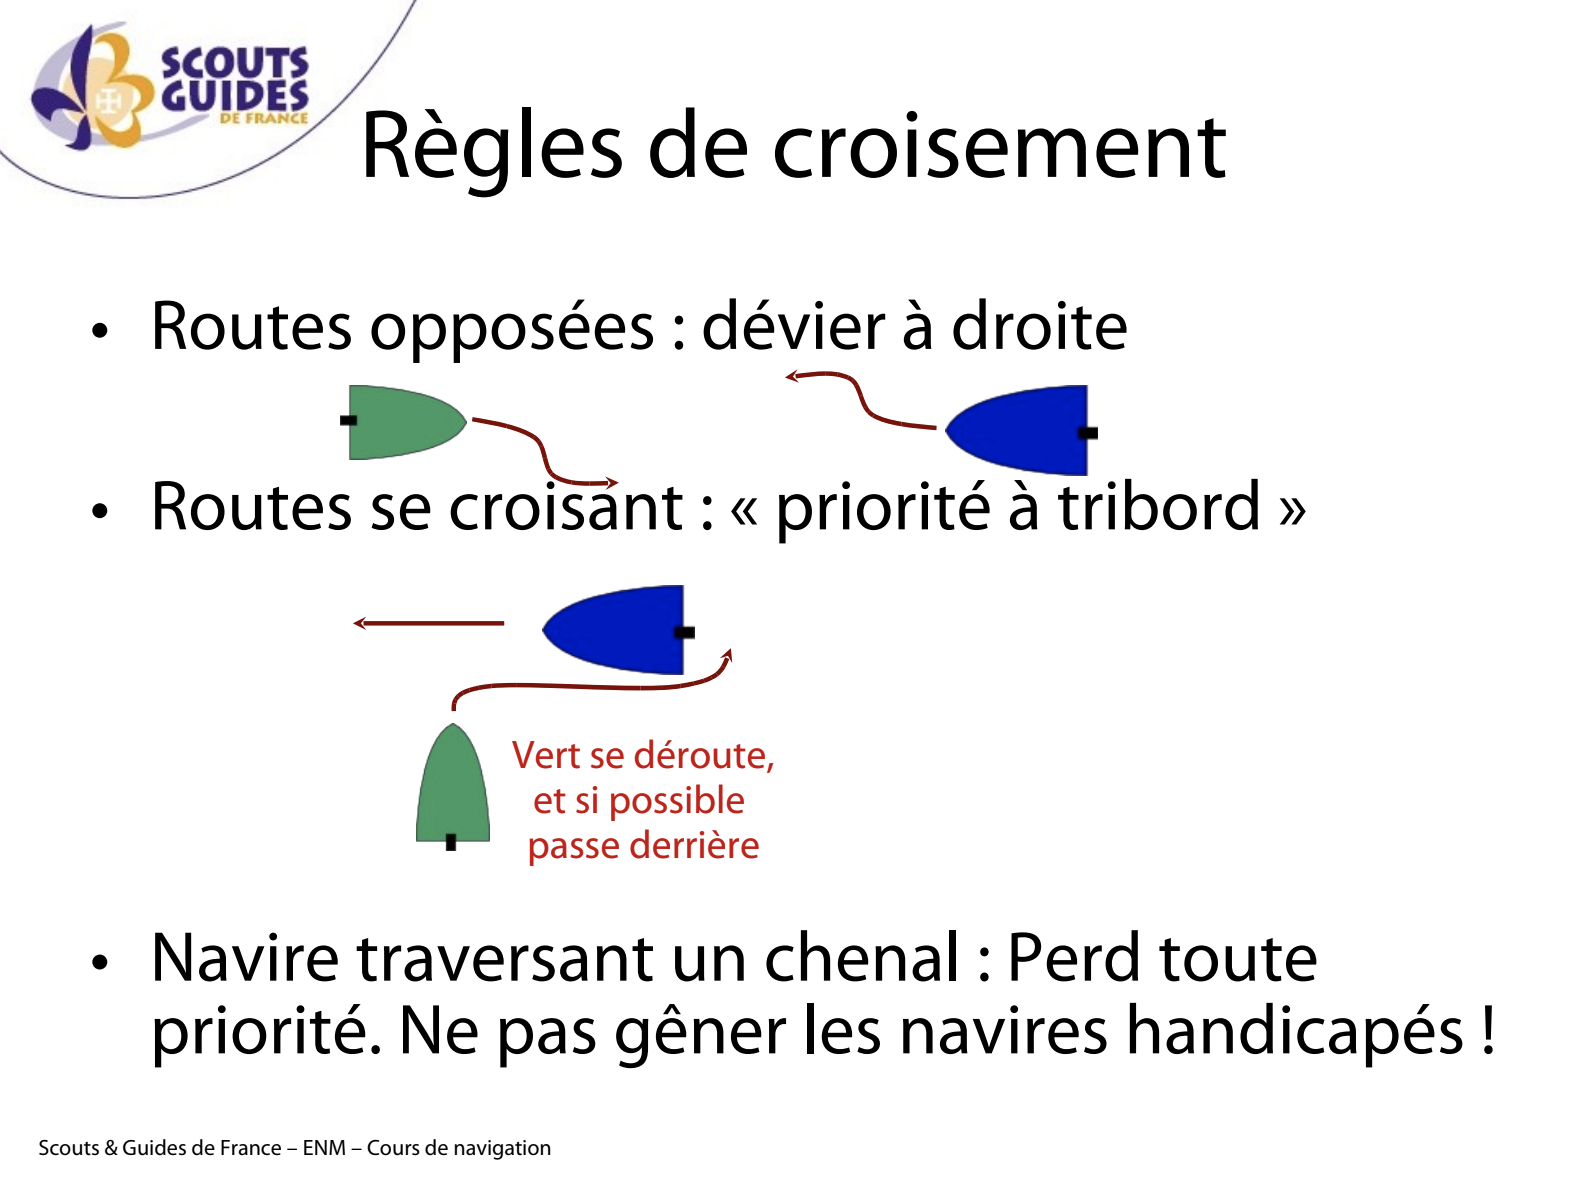 SCOUTS
GUIDES
DE FRANCE
Règles de croisement
• Routes opposées : dévier à droite
• Routes se croisant : « priorité à tribord »
Vert se déroute,
et si possible
passe derrière
• Navire traversant un chenal : Perd toute
priorité. Ne pas gêner les navires handicapés !
Scouts & Guides de France – ENM – Cours de navigation